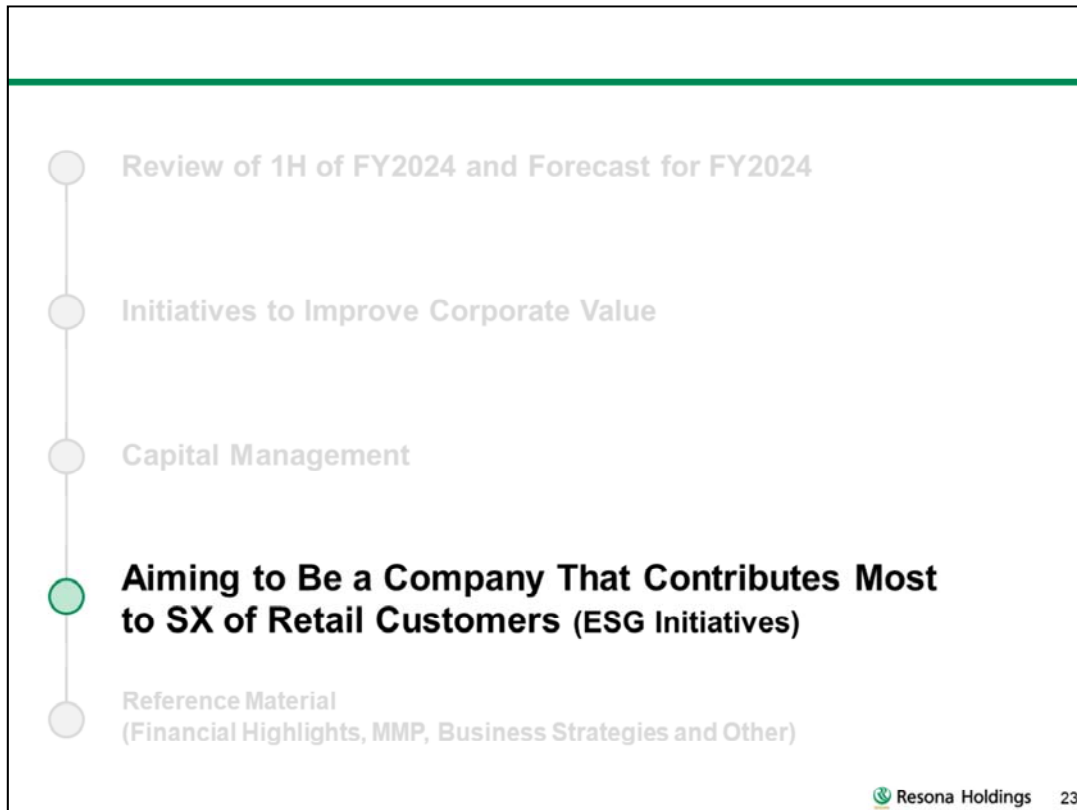 Review of 1H of FY2024 and Forecast for FY2024
Initiatives to Improve Corporate Value
Capital Management
Aiming to Be a Company That Contributes Most
to SX of Retail Customers (ESG Initiatives)
Reference Material
(Financial Highlights, MMP, Business Strategies and Other)
Resona Holdings 23